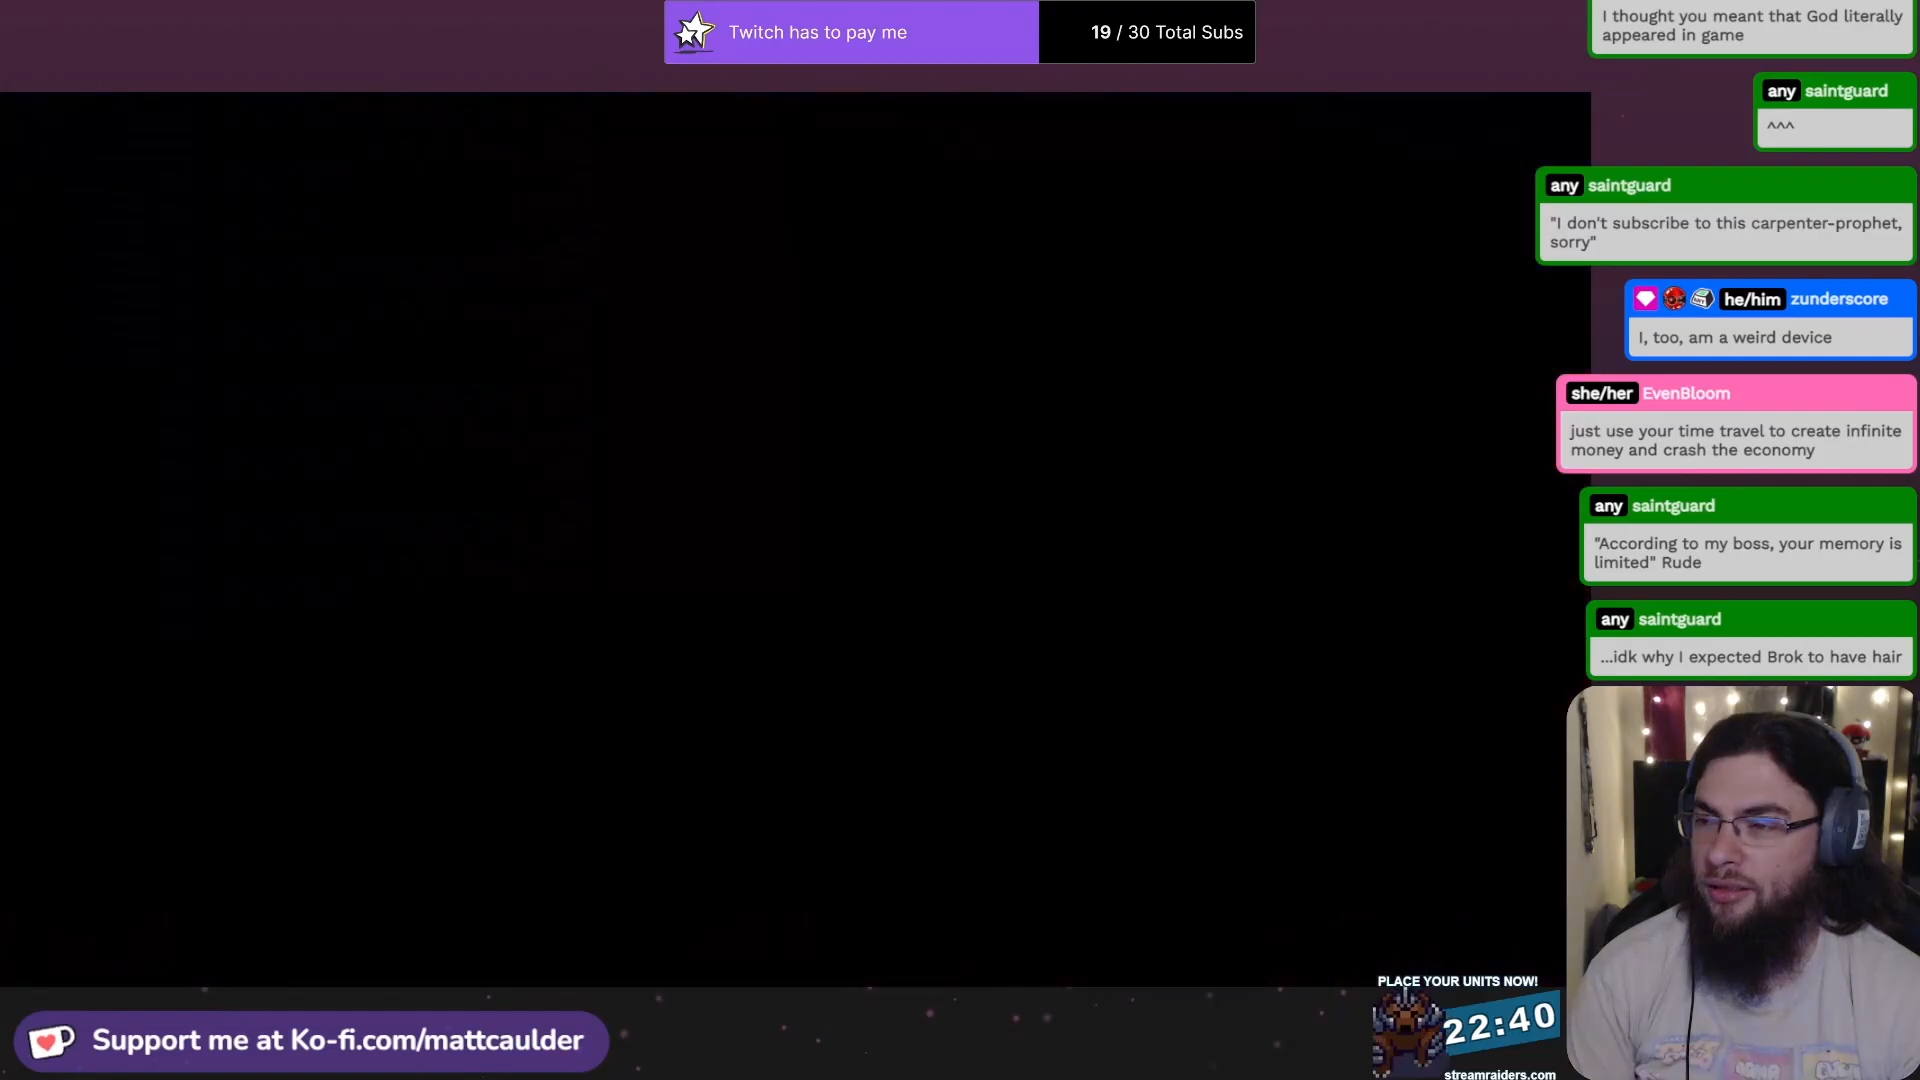 Twitch has to pay me
19 / 30 Total Subs
I thought you meant that God literally
appeared in game
any saintguard
^^^
any saintguard
"I don't subscribe to this carpenter-prophet,
sorry"
he/him zunderscore
I, too, am a weird device
she/her EvenBloom
just use your time travel to create infinite
money and crash the economy
any saintguard
"According to my boss, your memory is
limited" Rude
any saintguard
...idk why I expected Brok to have hair
PLACE YOUR UNITS NOW!
22:40
streamraiders.com
Support me at Ko-fi.com/mattcaulder